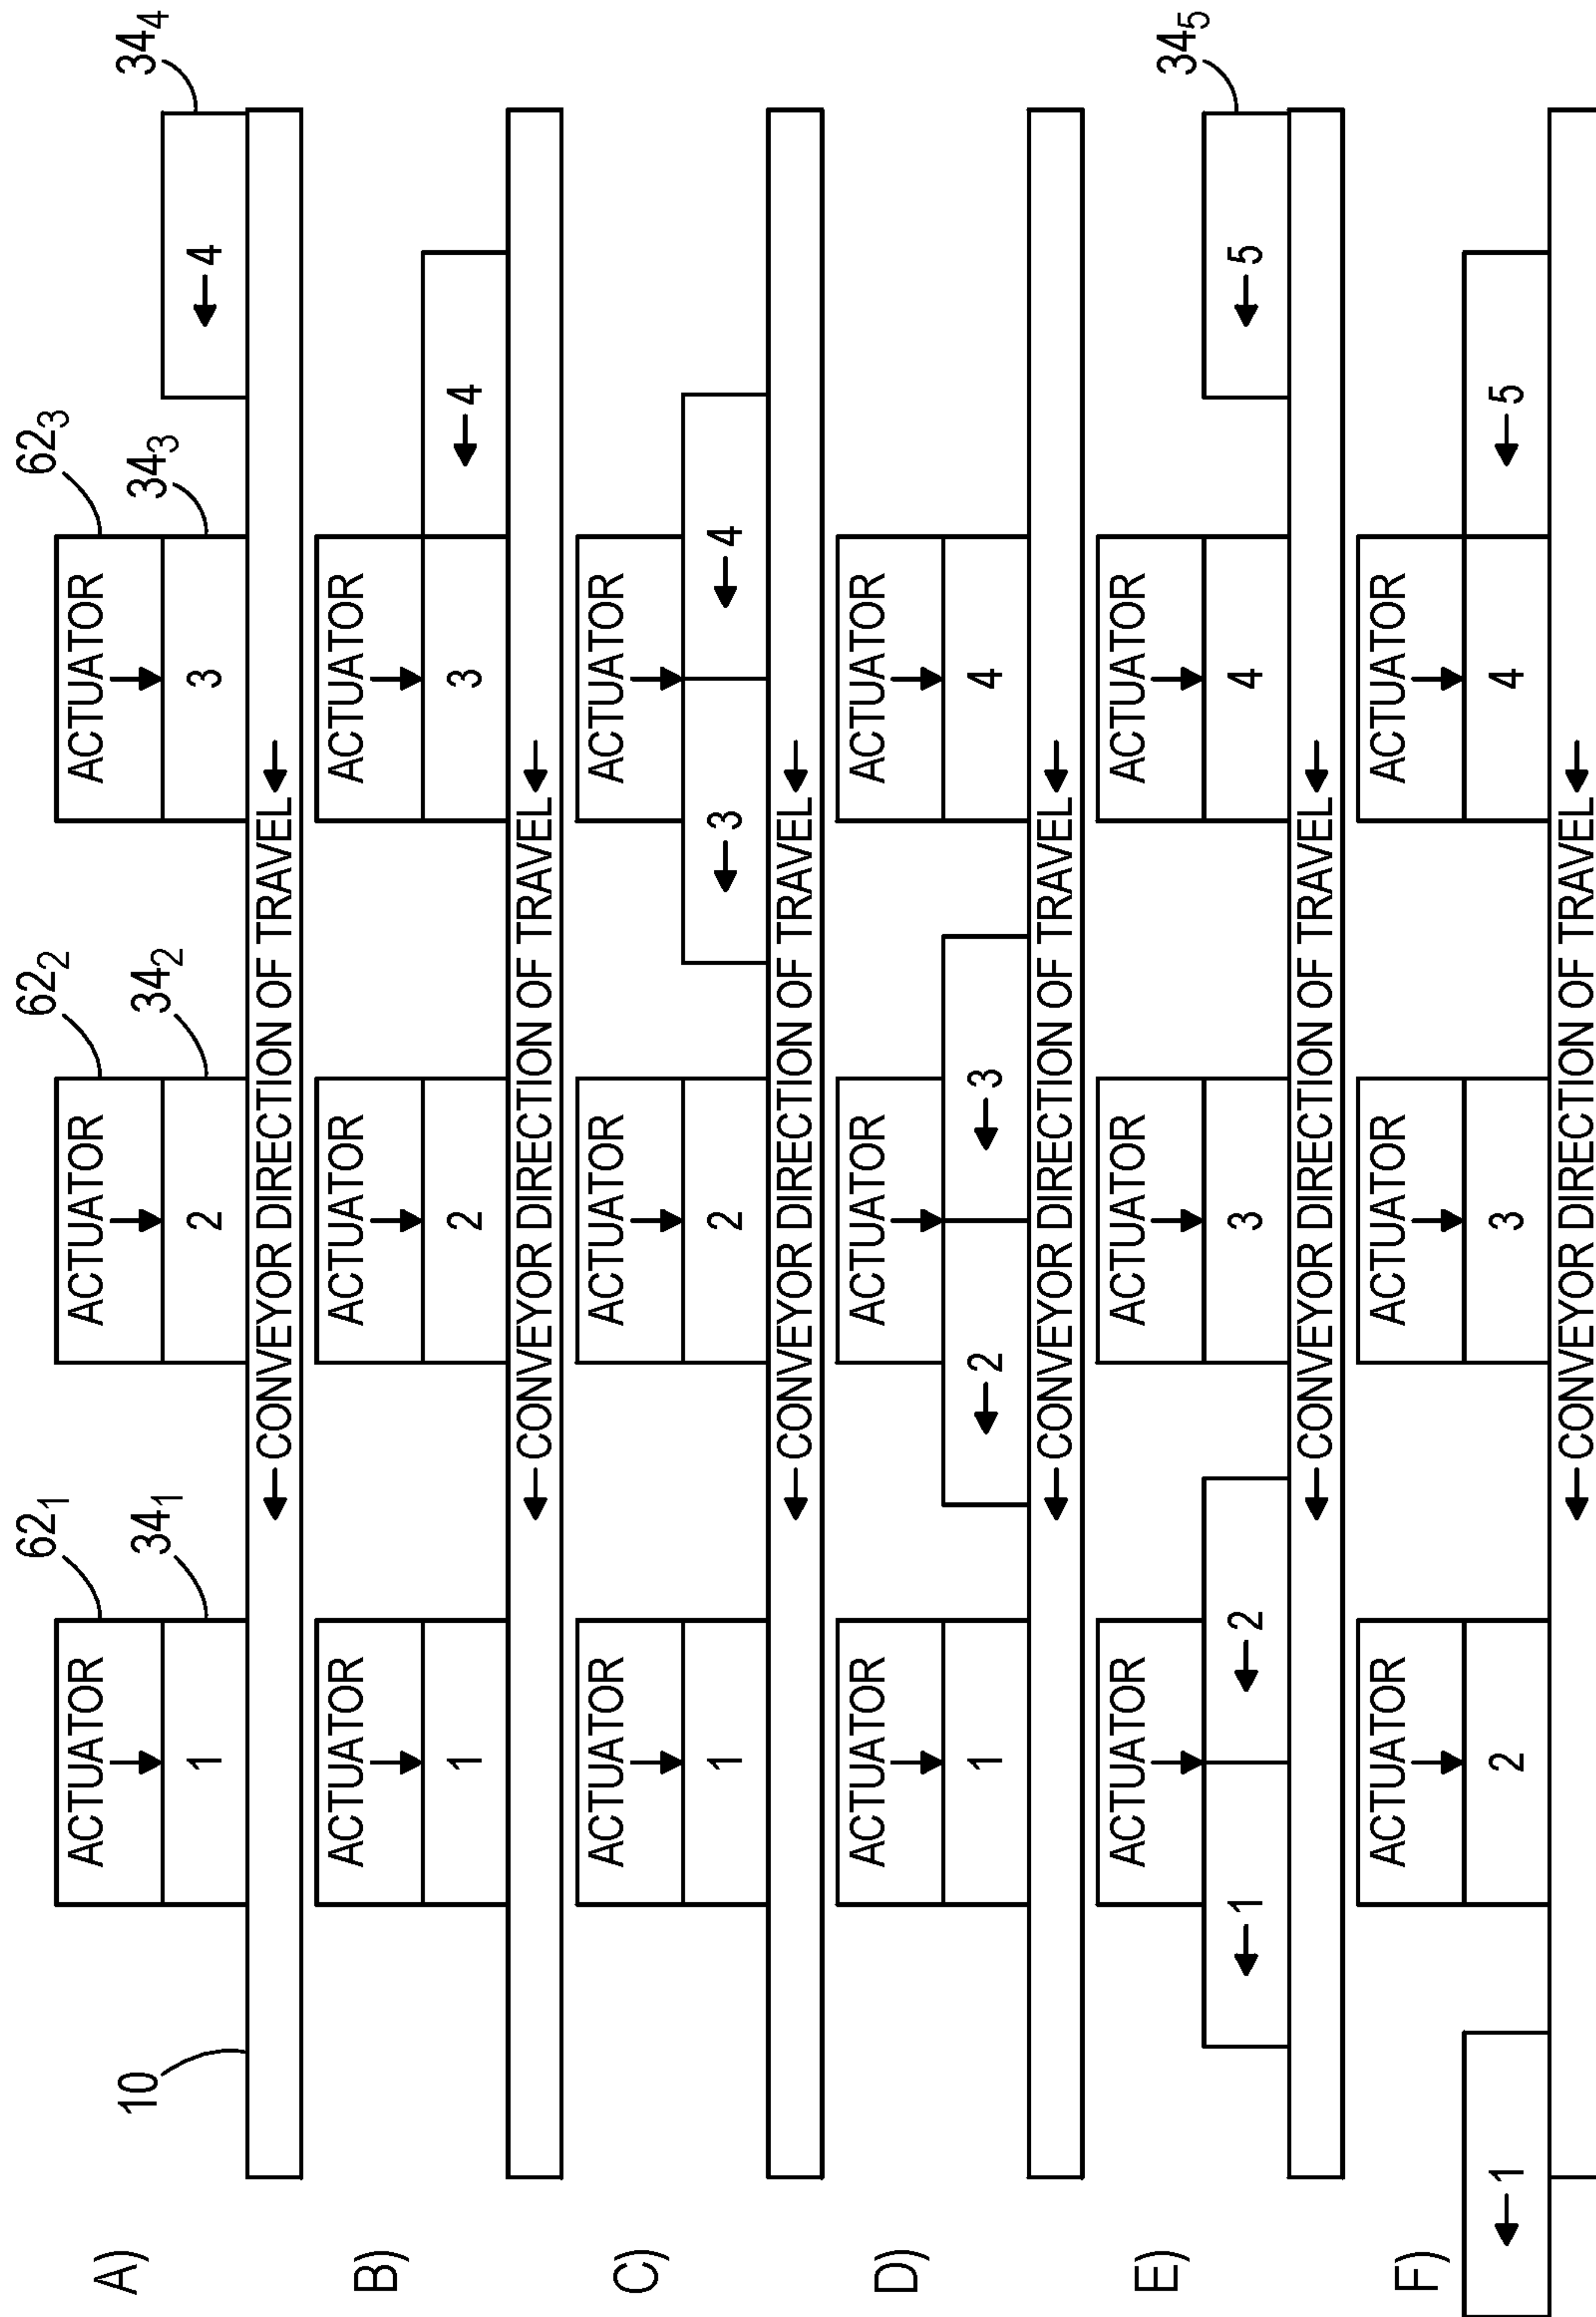 62₁ 62₂ 62₃ 34₄
10 34₁ 34₂ 34₃
A) ACTUATOR ACTUATOR ACTUATOR
1 2 3 ←4
←CONVEYOR DIRECTION OF TRAVEL←
B) ACTUATOR ACTUATOR ACTUATOR
1 2 3 ←4
←CONVEYOR DIRECTION OF TRAVEL←
C) ACTUATOR ACTUATOR ACTUATOR
1 2 ←3 ←4
←CONVEYOR DIRECTION OF TRAVEL←
D) ACTUATOR ACTUATOR ACTUATOR
1 ←2 ←3 4
←CONVEYOR DIRECTION OF TRAVEL←
34₅
E) ACTUATOR ACTUATOR ACTUATOR
←1 ←2 3 4 ←5
←CONVEYOR DIRECTION OF TRAVEL←
F) ACTUATOR ACTUATOR ACTUATOR
←1 2 3 4 ←5
←CONVEYOR DIRECTION OF TRAVEL←